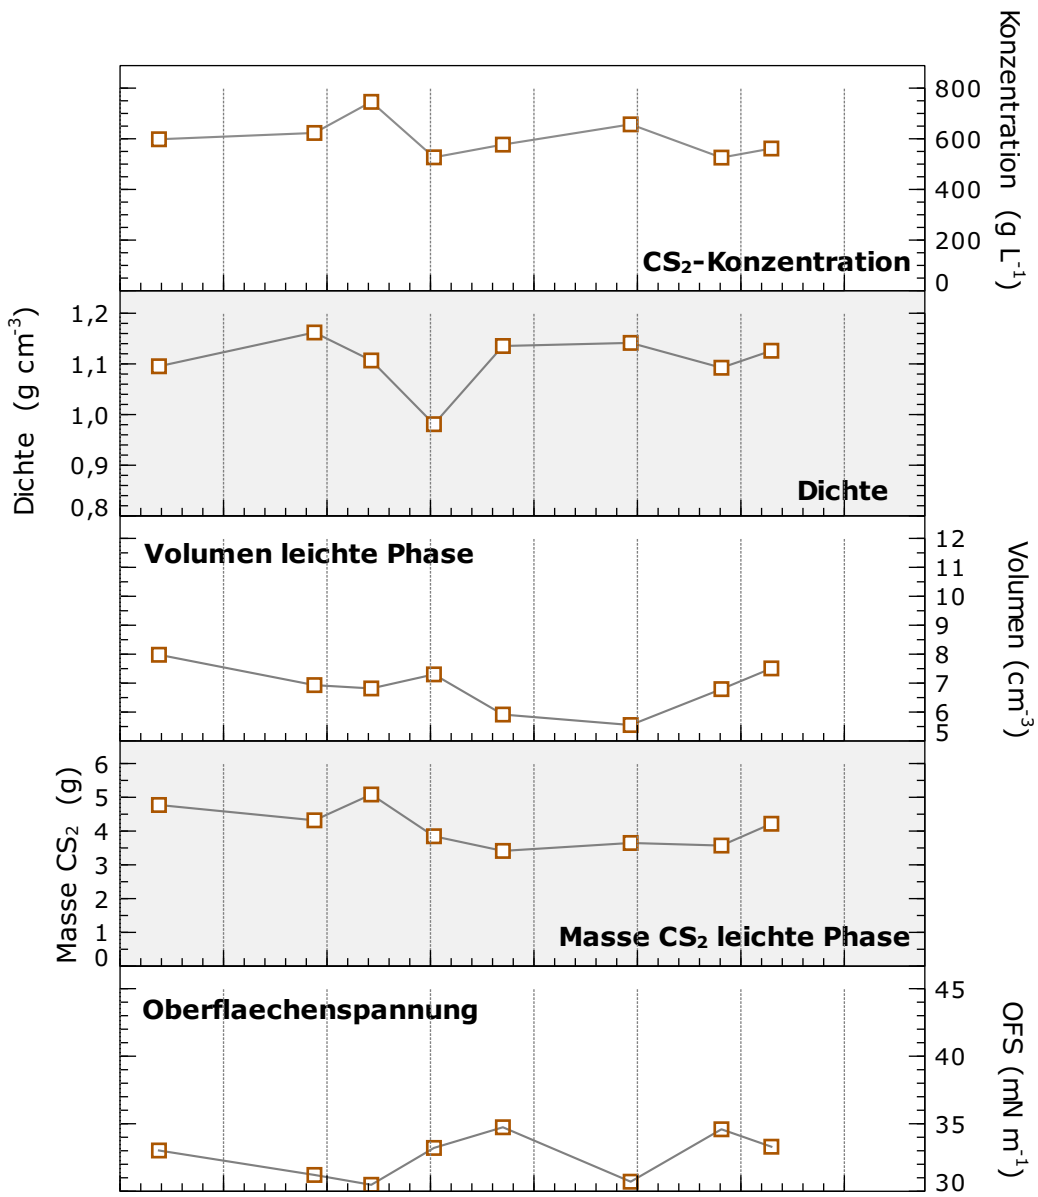 Konzentration (g L⁻¹)
800
600
400
200
0
CS₂-Konzentration
Dichte (g cm⁻³)
1,2
1,1
1,0
0,9
0,8
Dichte
Volumen leichte Phase
12
11
10
9
8
7
6
5
Volumen (cm⁻³)
Masse CS₂ (g)
6
5
4
3
2
1
0
Masse CS₂ leichte Phase
Oberflaechenspannung
45
40
35
30
OFS (mN m⁻¹)